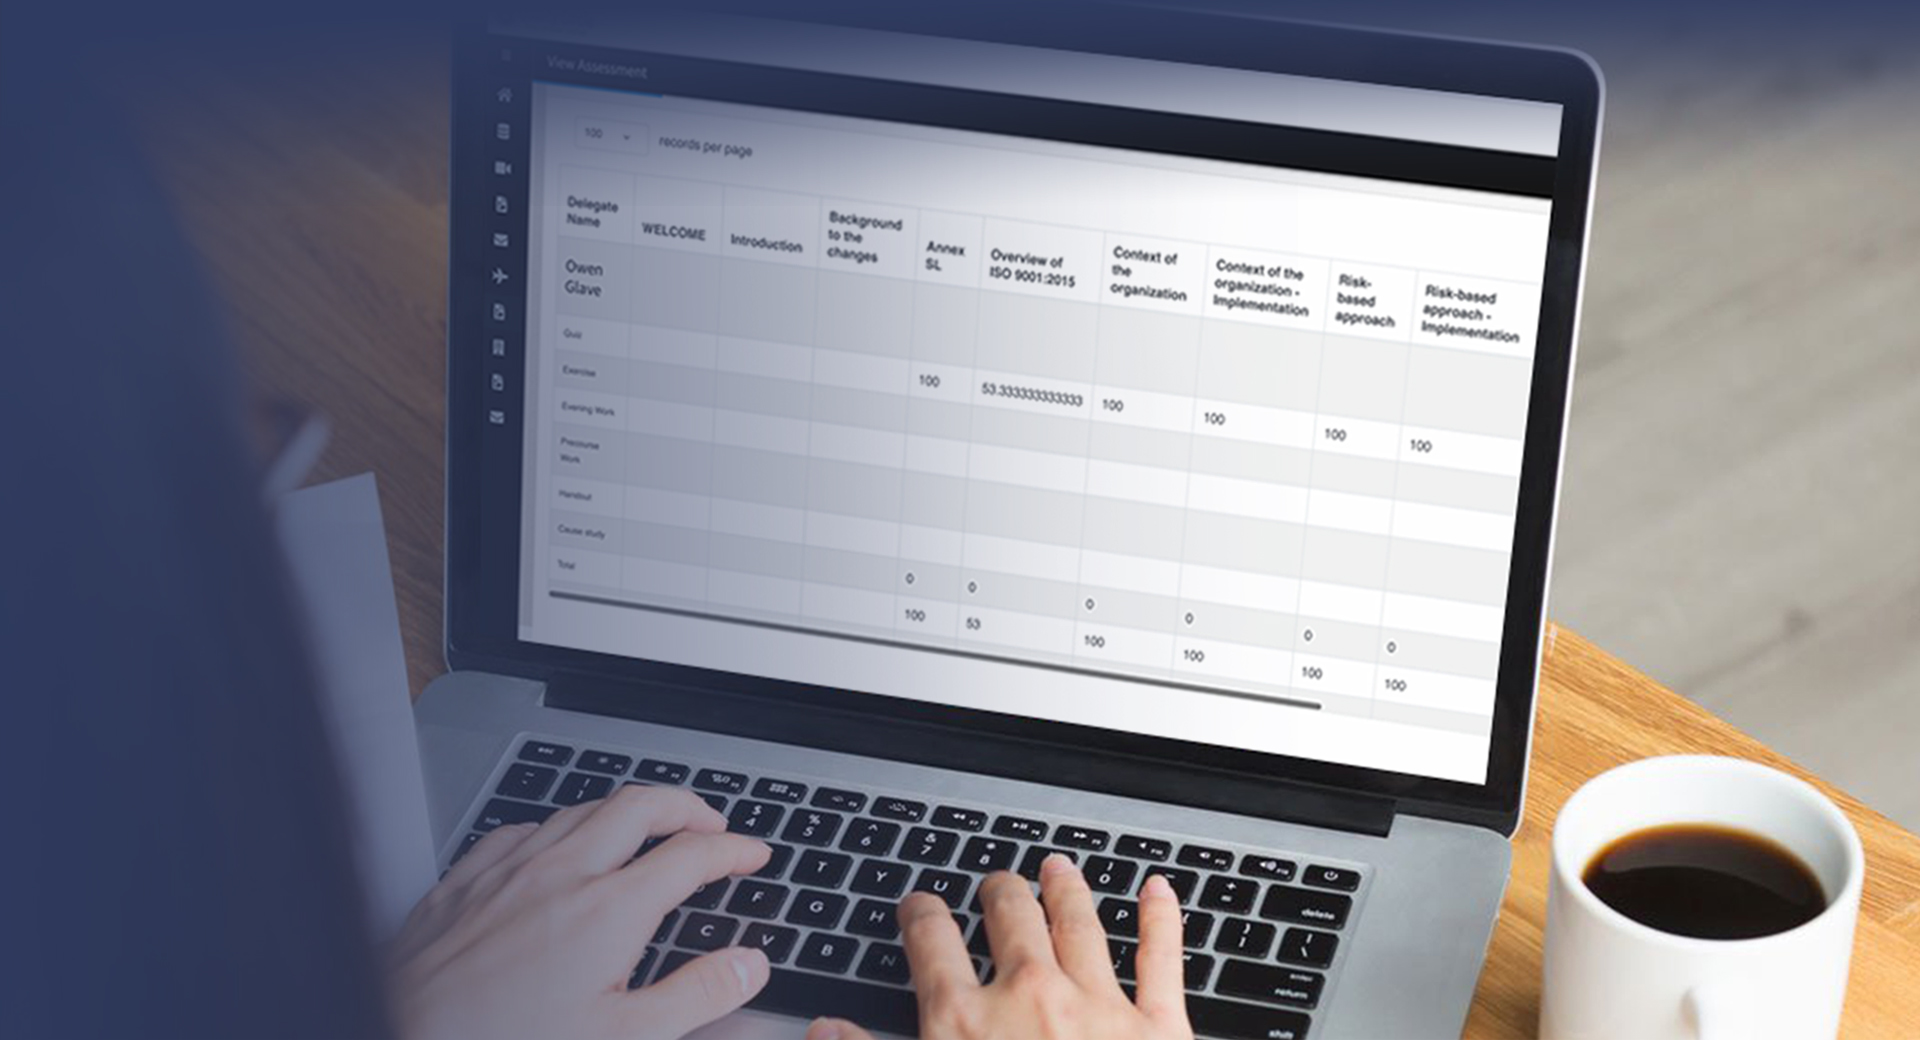 View Assessment
100
records per page
Delegate
Name
WELCOME
Introduction
Background
to the
changes
Annex
SL
Overview of
ISO 9001:2015
Context of
the
organization
Context of the
organization -
Implementation
Risk-
based
approach
Risk-based
approach -
Implementation
Owen
Glave
Quiz
100 53.333333333333 100 100 100 100
Exercise
Evening Work
Precourse
Work
Handout
Cause study
0 0 0 0 0 0
Total
100 53 100 100 100 100
esc
$ 4 % 5 ^ 6 & 7 * 8 ) 0 + =
delete
tab
T Y U P } ]
| \
F G H
enter
return
C V B N
shift